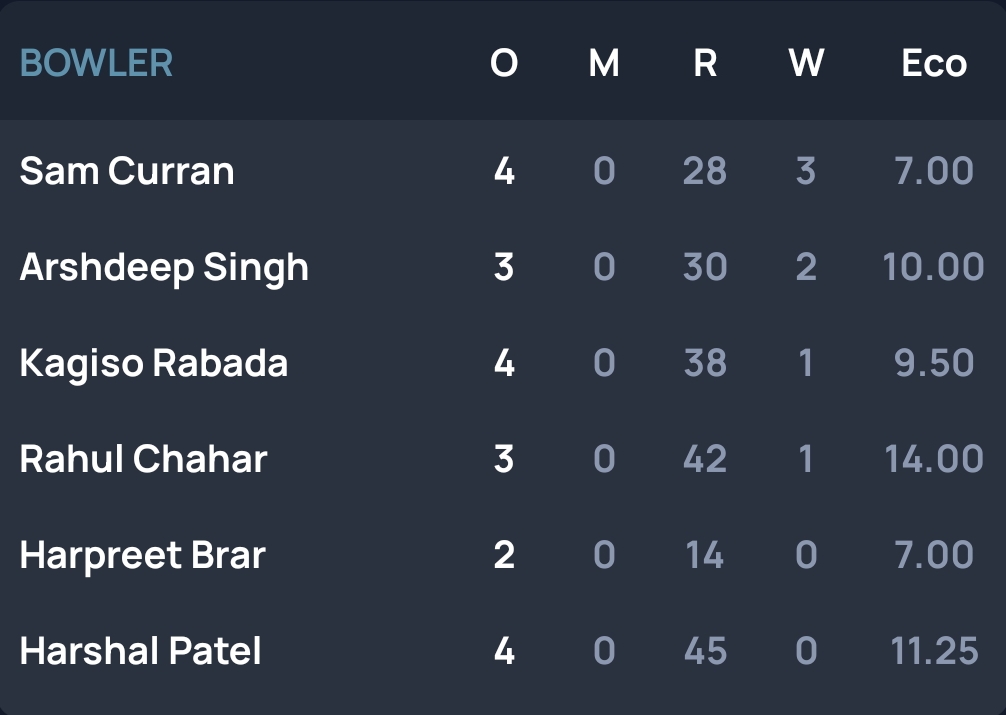 BOWLER O M R W Eco
Sam Curran 4 0 28 3 7.00
Arshdeep Singh 3 0 30 2 10.00
Kagiso Rabada 4 0 38 1 9.50
Rahul Chahar 3 0 42 1 14.00
Harpreet Brar 2 0 14 0 7.00
Harshal Patel 4 0 45 0 11.25